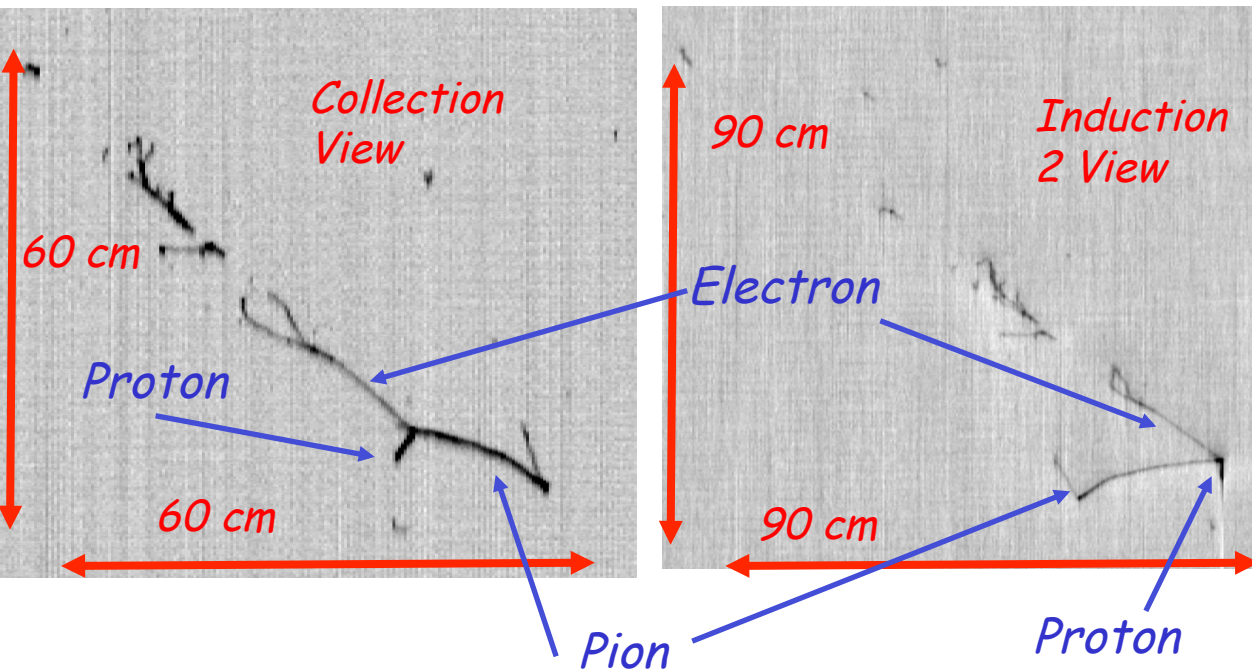 Collection
View
60 cm
Proton
60 cm
90 cm
Induction
2 View
Electron
90 cm
Pion
Proton